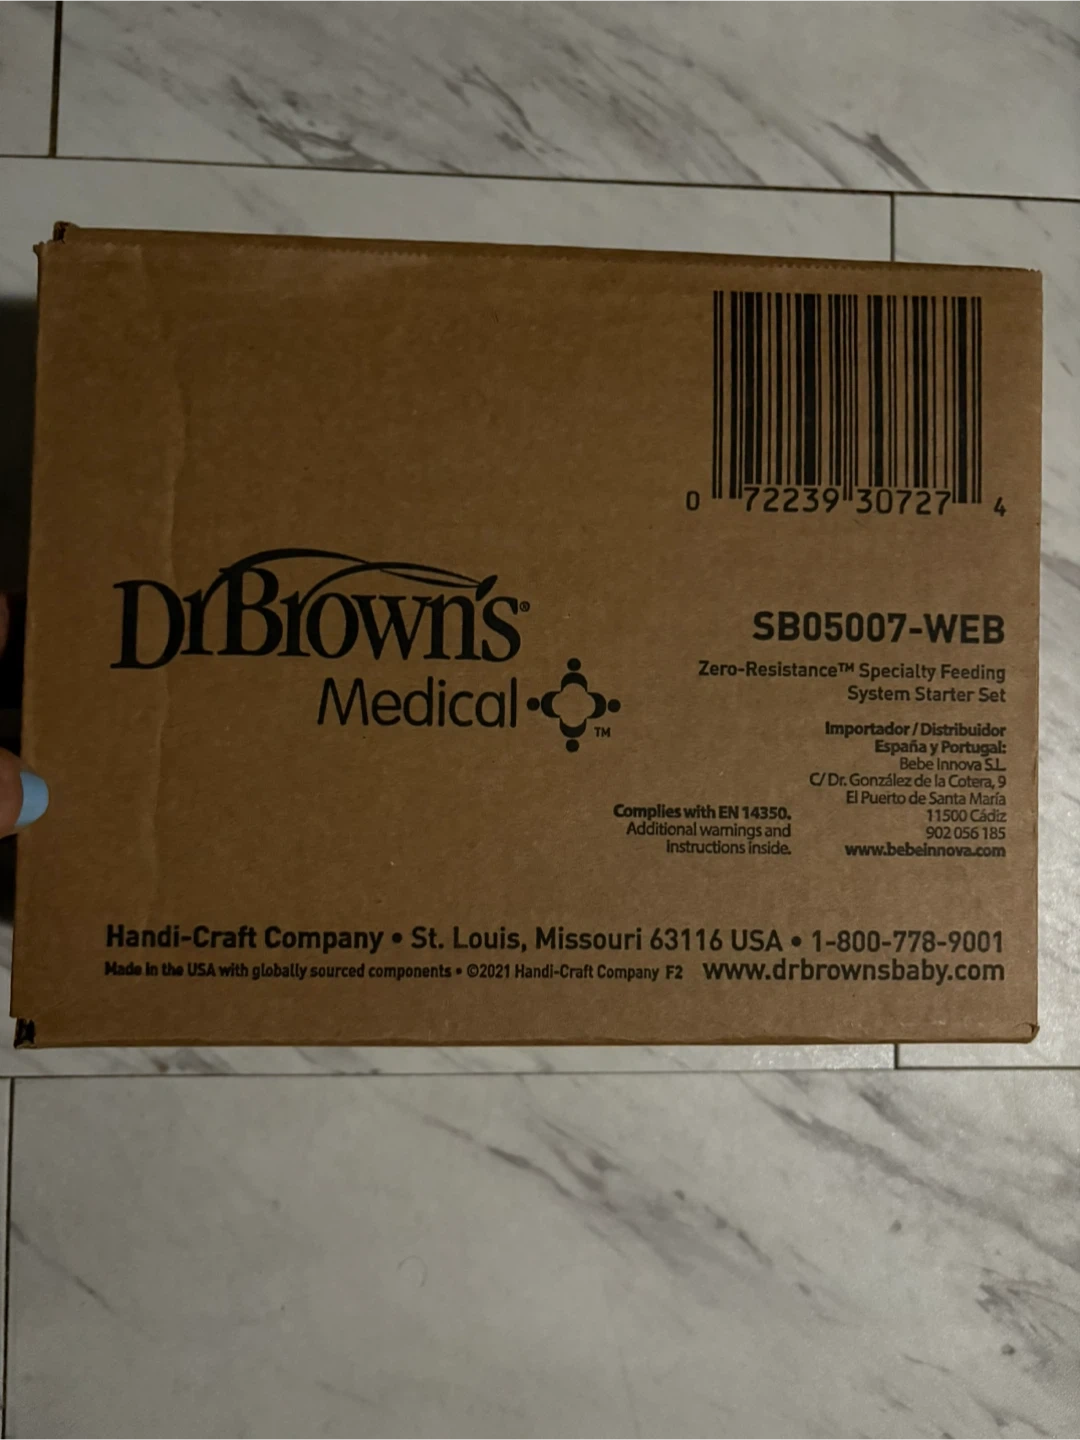 0 72239 30727 4
DrBrown's®
Medical ™
SB05007-WEB
Zero-Resistance™ Specialty Feeding
System Starter Set
Importador / Distribuidor
España y Portugal:
Bebe Innova S.L.
C/ Dr. González de la Cotera, 9
El Puerto de Santa María
11500 Cádiz
902 056 185
www.bebeinnova.com
Complies with EN 14350.
Additional warnings and
instructions inside.
Handi-Craft Company • St. Louis, Missouri 63116 USA • 1-800-778-9001
Made in the USA with globally sourced components • ©2021 Handi-Craft Company F2 www.drbrownsbaby.com